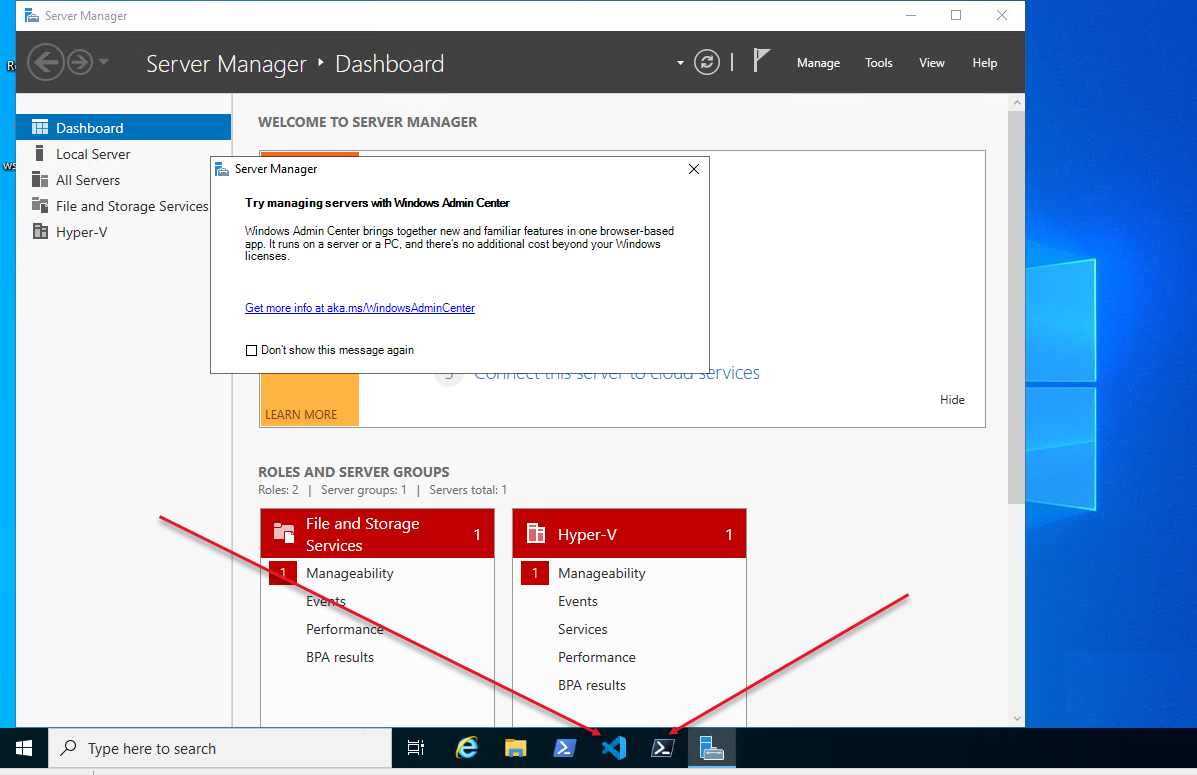 Server Manager
Server Manager Dashboard
Manage Tools View Help
Dashboard
Local Server
All Servers
File and Storage Services
Hyper-V
WELCOME TO SERVER MANAGER
Server Manager
Try managing servers with Windows Admin Center
Windows Admin Center brings together new and familiar features in one browser-based
app. It runs on a server or a PC, and there's no additional cost beyond your Windows
licenses.
Get more info at aka.ms/WindowsAdminCenter
Don't show this message again
5 Connect this server to cloud services
Hide
LEARN MORE
ROLES AND SERVER GROUPS
Roles: 2 | Server groups: 1 | Servers total: 1
File and Storage
Services
1
1 Manageability
Events
Performance
BPA results
Hyper-V 1
1 Manageability
Events
Services
Performance
BPA results
Type here to search